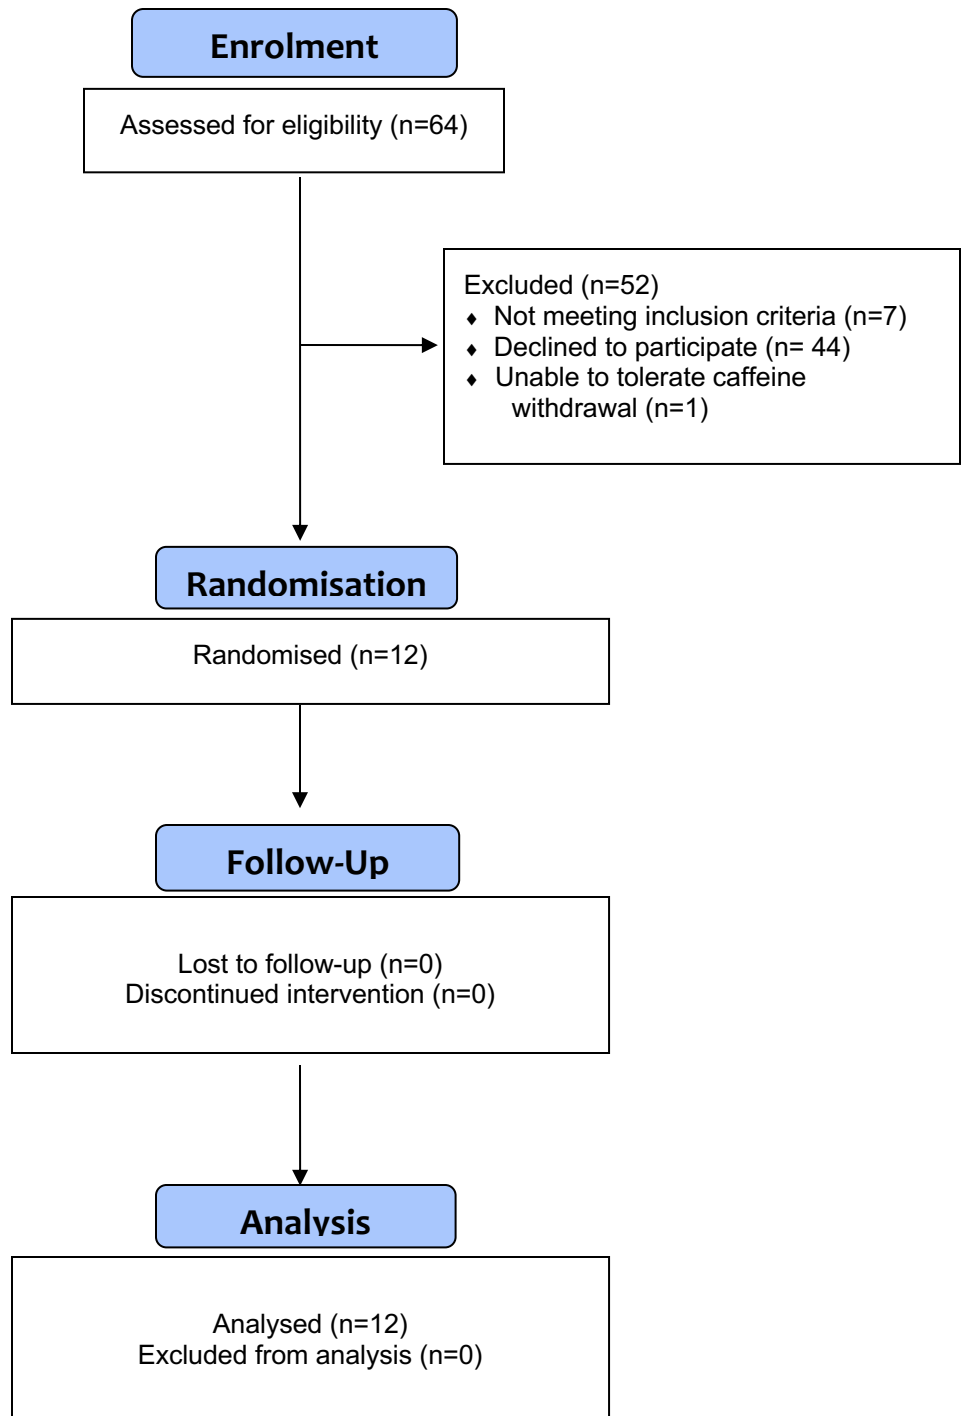 Enrolment
Assessed for eligibility (n=64)
Excluded (n=52)
♦ Not meeting inclusion criteria (n=7)
♦ Declined to participate (n= 44)
♦ Unable to tolerate caffeine
withdrawal (n=1)
Randomisation
Randomised (n=12)
Follow-Up
Lost to follow-up (n=0)
Discontinued intervention (n=0)
Analysis
Analysed (n=12)
Excluded from analysis (n=0)